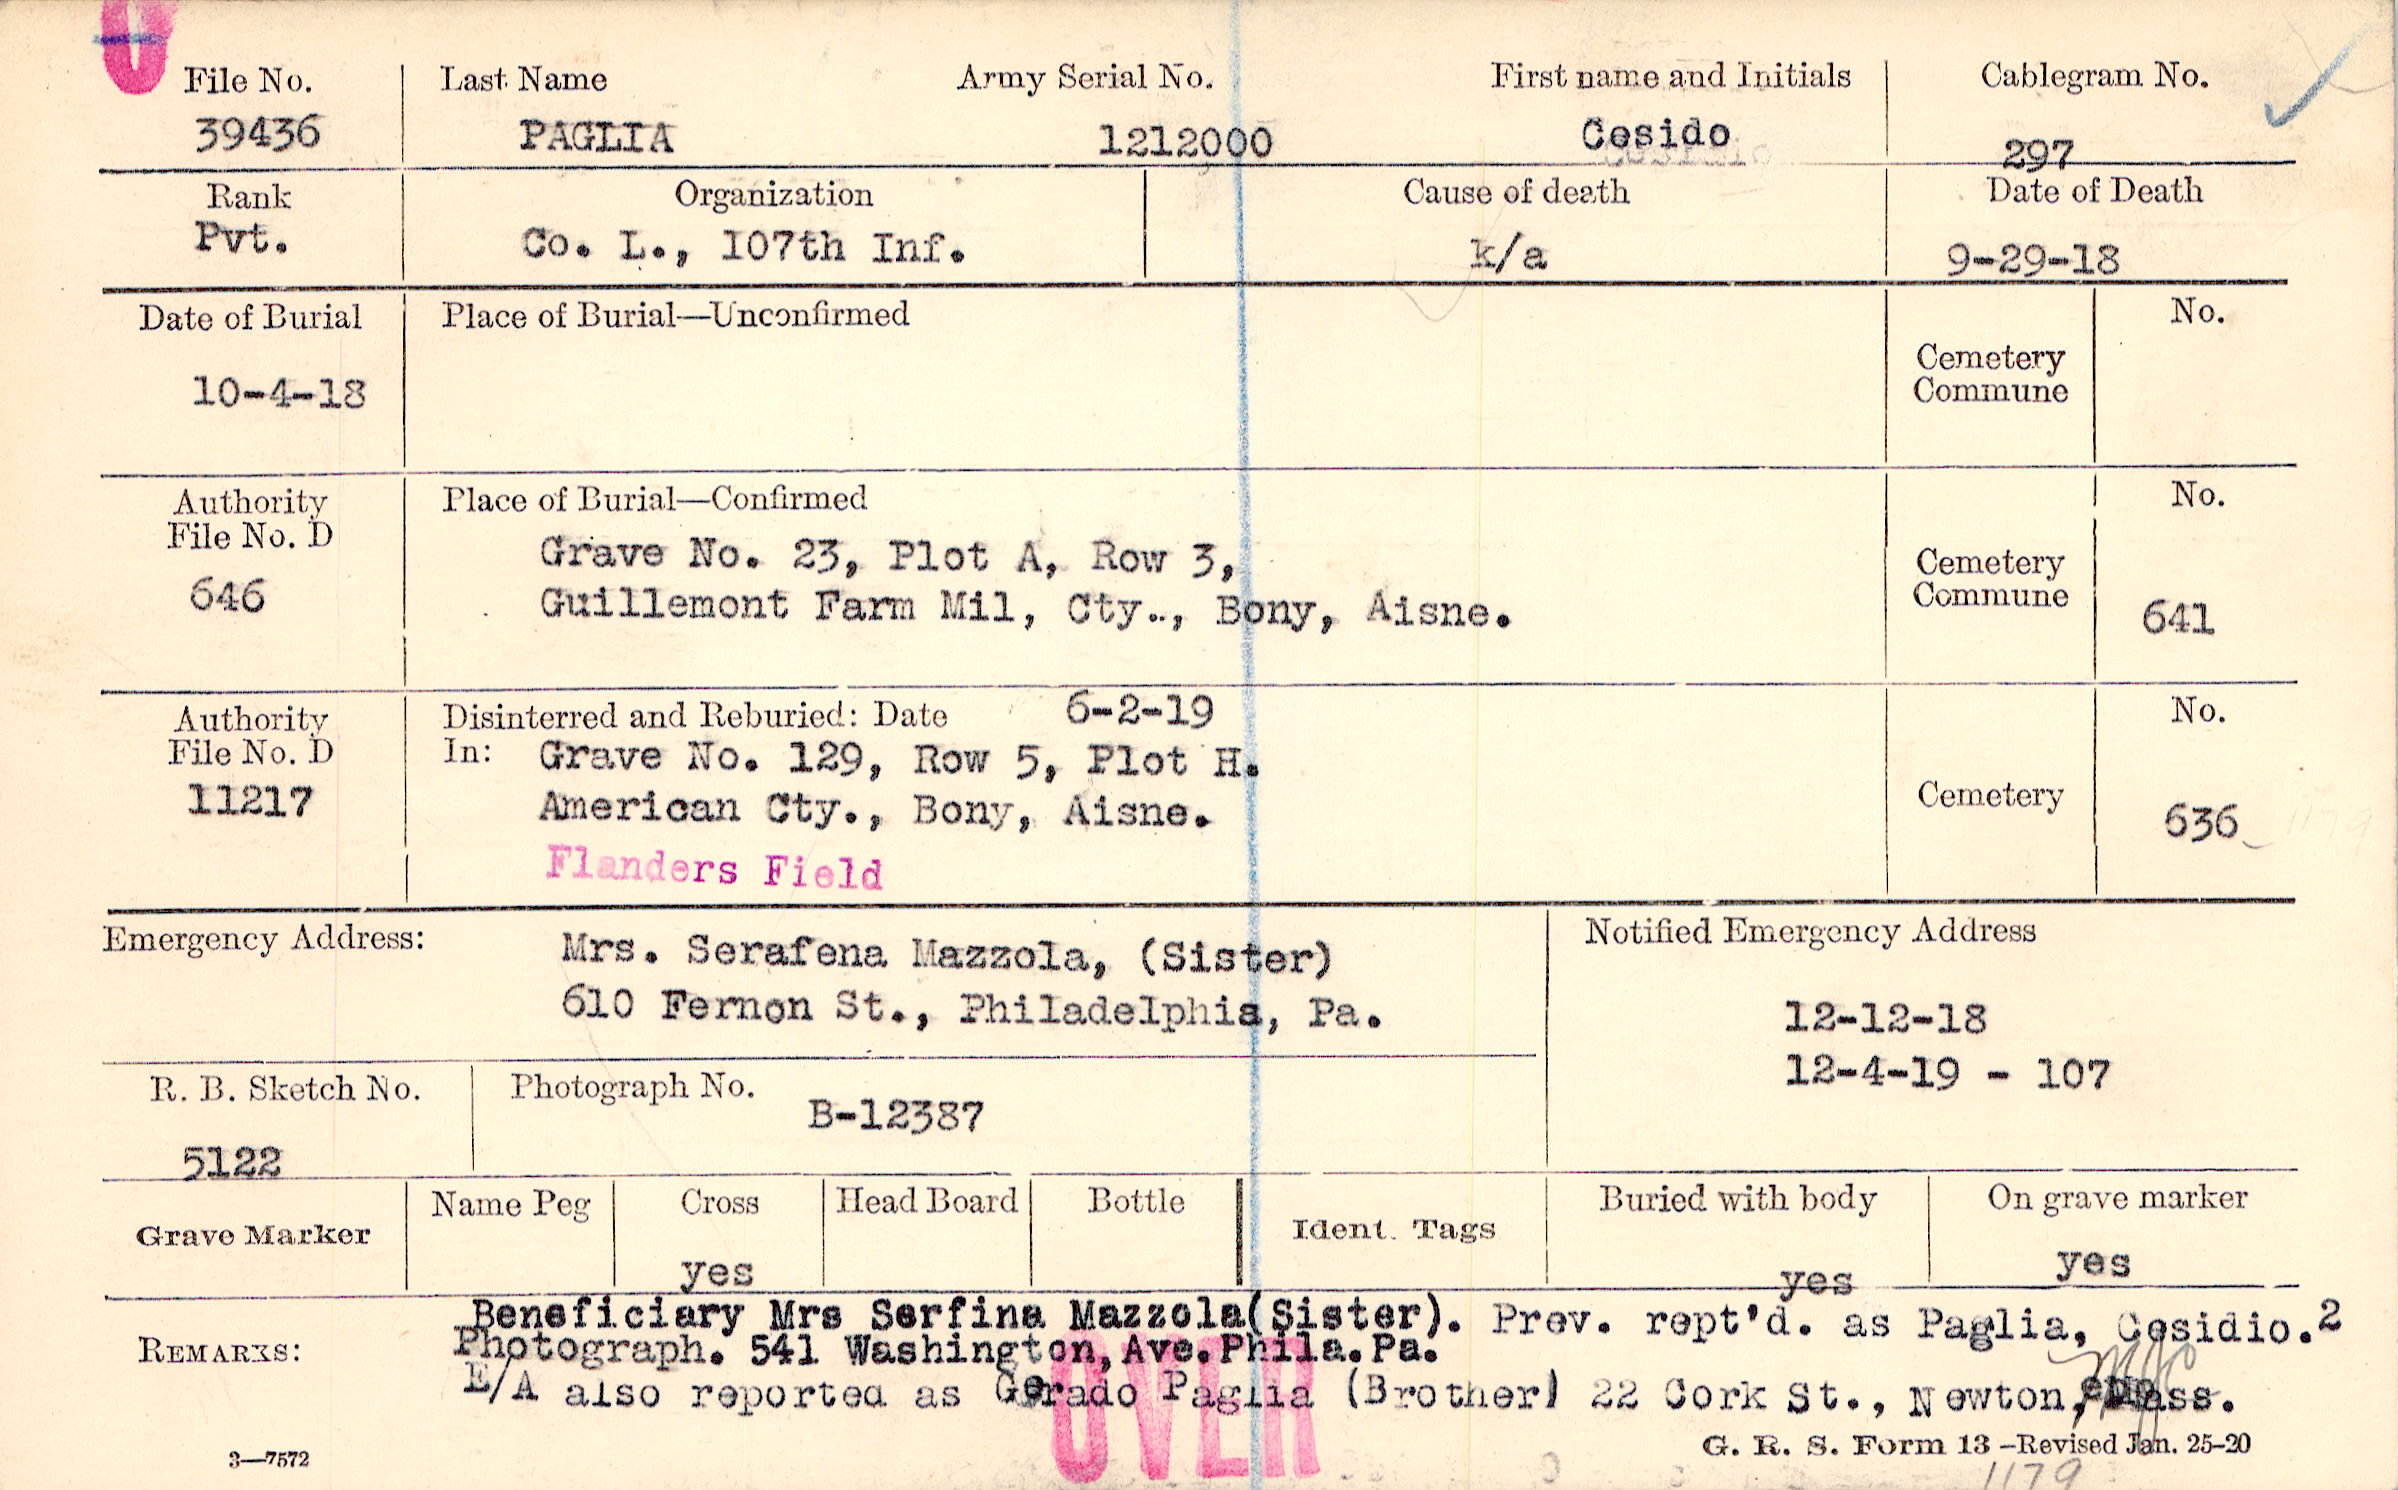 File No. Last Name Army Serial No. First name and Initials Cablegram No.
39436 PAGLIA 1212000 Cesido 297
Rank Organization Cause of death Date of Death
Pvt. Co. L., 107th Inf. k/a 9-29-18
Date of Burial Place of Burial—Unconfirmed No.
10-4-18
Cemetery
Commune
Authority Place of Burial—Confirmed No.
File No. D
646
Grave No. 23, Plot A, Row 3,
Guillemont Farm Mil, Cty.., Bony, Aisne.
Cemetery
Commune
641
Authority Disinterred and Reburied: Date 6-2-19 No.
File No. D In: Grave No. 129, Row 5, Plot H.
11217 American Cty., Bony, Aisne. Cemetery 636
Flanders Field
Emergency Address: Mrs. Serafena Mazzola, (Sister)
610 Fernon St., Philadelphia, Pa.
Notified Emergency Address
12-12-18
12-4-19 - 107
R. B. Sketch No. Photograph No.
5122 B-12387
Grave Marker Name Peg Cross Head Board Bottle Ident. Tags Buried with body On grave marker
yes yes yes
REMARKS: Beneficiary Mrs Serfina Mazzola(Sister). Prev. rept'd. as Paglia, Cesidio.2
Photograph. 541 Washington,Ave.Phila.Pa.
E/A also reported as Gerado Paglia (Brother) 22 Cork St., Newton, Mass.
OVER
3—7572 G. R. S. Form 13 -Revised Jan. 25-20
1179